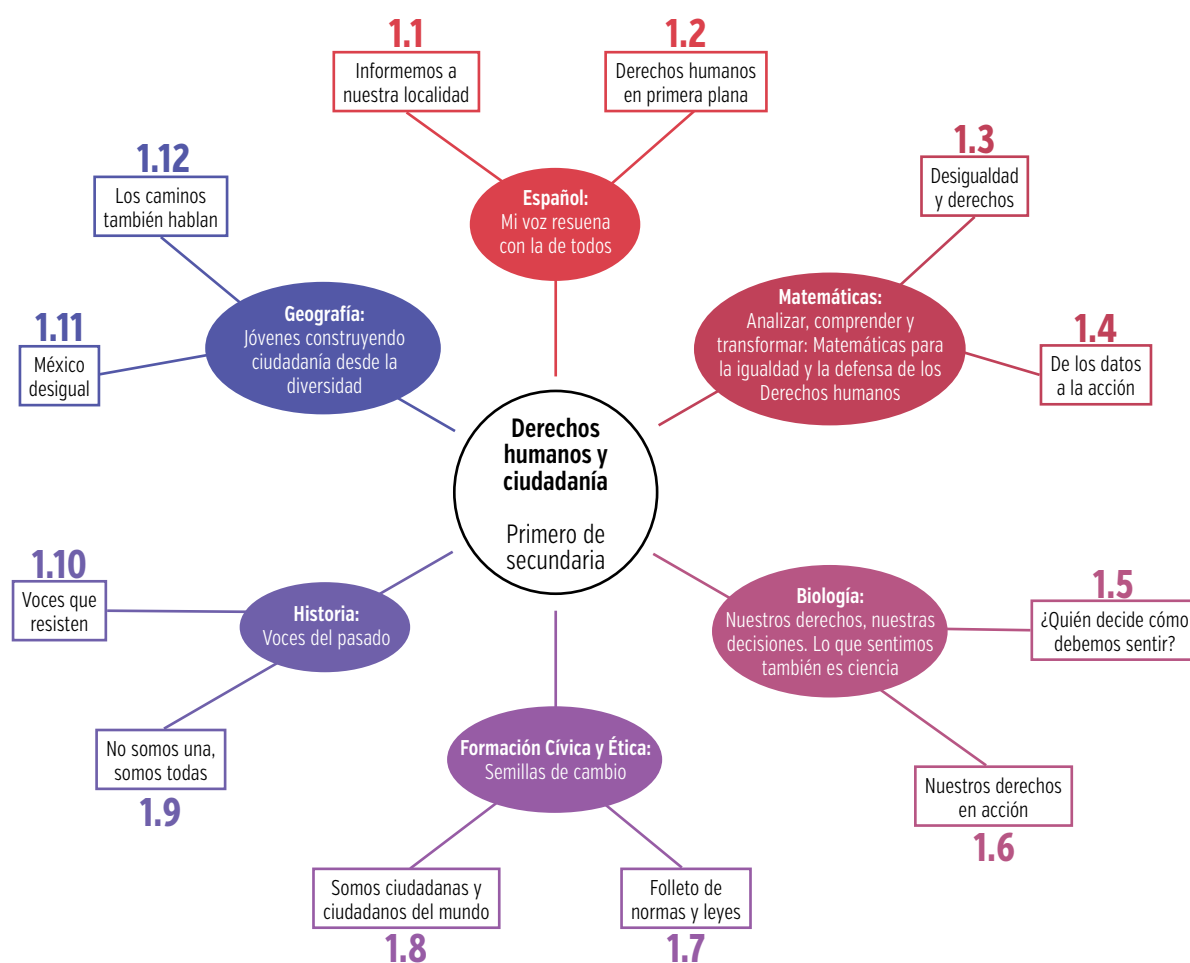 Derechos
humanos y
ciudadanía
Primero de
secundaria
Español:
Mi voz resuena
con la de todos
1.1
Informemos a
nuestra localidad
1.2
Derechos humanos
en primera plana
Matemáticas:
Analizar, comprender y
transformar: Matemáticas para
la igualdad y la defensa de los
Derechos humanos
1.3
Desigualdad
y derechos
1.4
De los datos
a la acción
Biología:
Nuestros derechos, nuestras
decisiones. Lo que sentimos
también es ciencia
1.5
¿Quién decide cómo
debemos sentir?
Nuestros derechos
en acción
1.6
Formación Cívica y Ética:
Semillas de cambio
Folleto de
normas y leyes
1.7
Somos ciudadanas y
ciudadanos del mundo
1.8
Historia:
Voces del pasado
No somos una,
somos todas
1.9
1.10
Voces que
resisten
Geografía:
Jóvenes construyendo
ciudadanía desde la
diversidad
1.11
México
desigual
1.12
Los caminos
también hablan